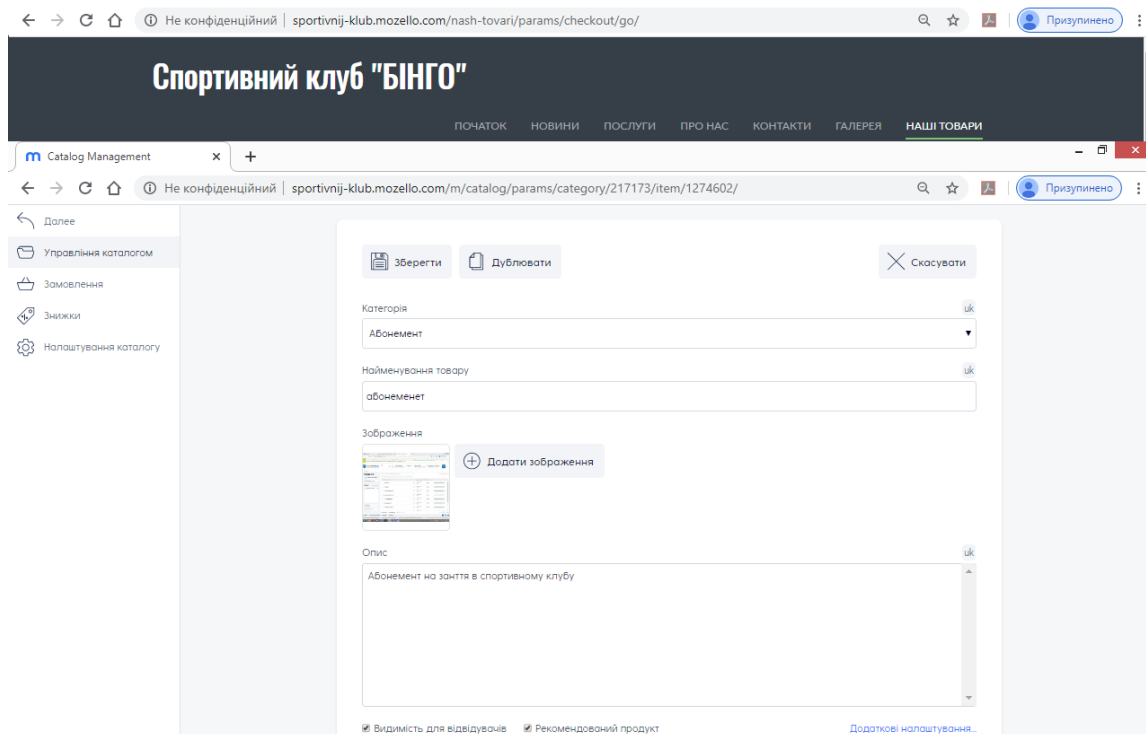 Не конфіденційний | sportivnij-klub.mozello.com/nash-tovari/params/checkout/go/ Призупинено
Спортивний клуб "БІНГО"
ПОЧАТОК НОВИНИ ПОСЛУГИ ПРО НАС КОНТАКТИ ГАЛЕРЕЯ НАШІ ТОВАРИ
Catalog Management
Не конфіденційний | sportivnij-klub.mozello.com/m/catalog/params/category/217173/item/1274602/ Призупинено
Далее
Управління каталогом
Замовлення
Знижки
Налаштування каталогу
Зберегти Дублювати Скасувати
Категорія uk
Абонемент
Найменування товару uk
абонеменет
Зображення
Додати зображення
Опис uk
Абонемент на занття в спортивному клубу
Видимість для відвідувачів Рекомендований продукт Додаткові налаштування...